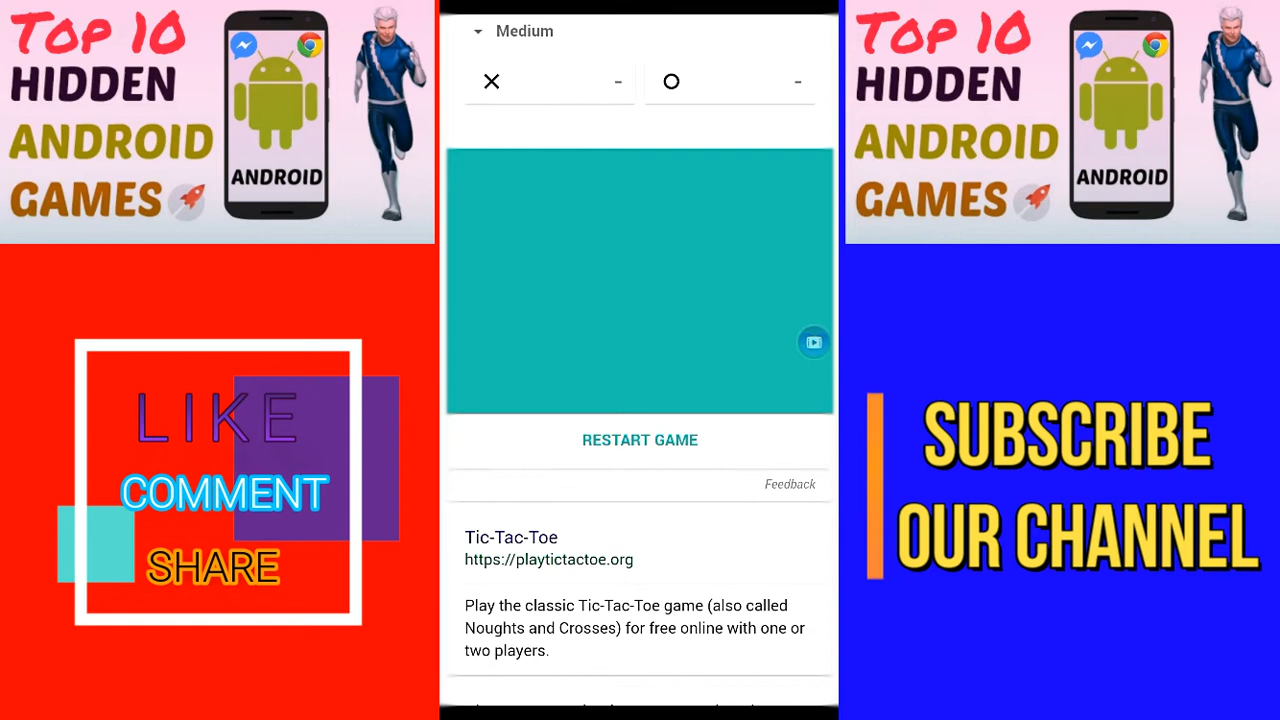 Top 10
HIDDEN
ANDROID
GAMES
ANDROID
LIKE
COMMENT
SHARE
Medium
X -
O -
RESTART GAME
Feedback
Tic-Tac-Toe
https://playtictactoe.org
Play the classic Tic-Tac-Toe game (also called
Noughts and Crosses) for free online with one or
two players.
Top 10
HIDDEN
ANDROID
GAMES
ANDROID
SUBSCRIBE
OUR CHANNEL